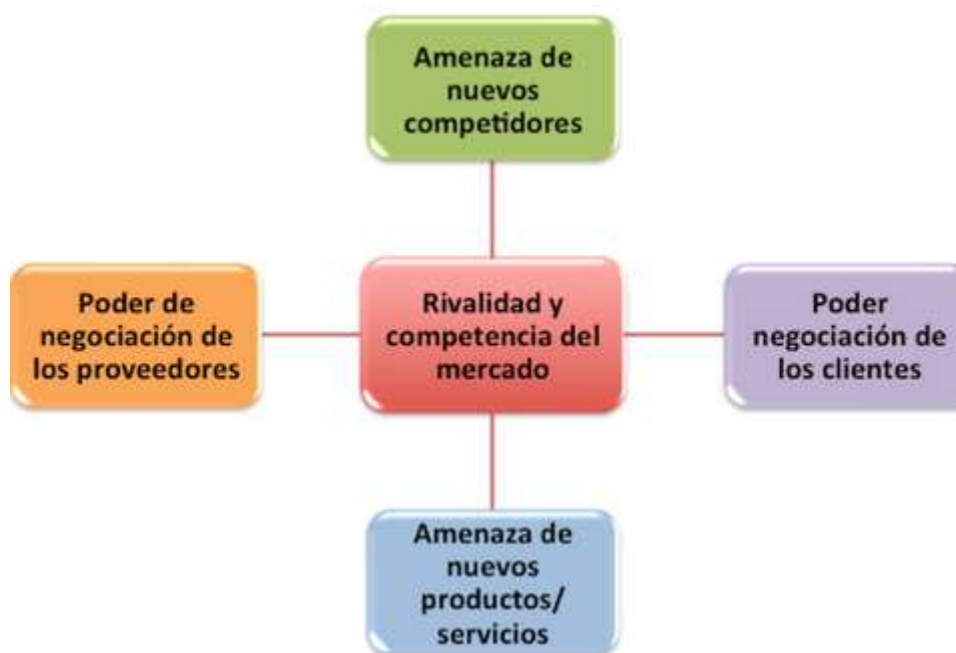 Amenaza de
nuevos
competidores
Poder de
negociación de
los proveedores
Rivalidad y
competencia del
mercado
Poder
negociación de
los clientes
Amenaza de
nuevos
productos/
servicios